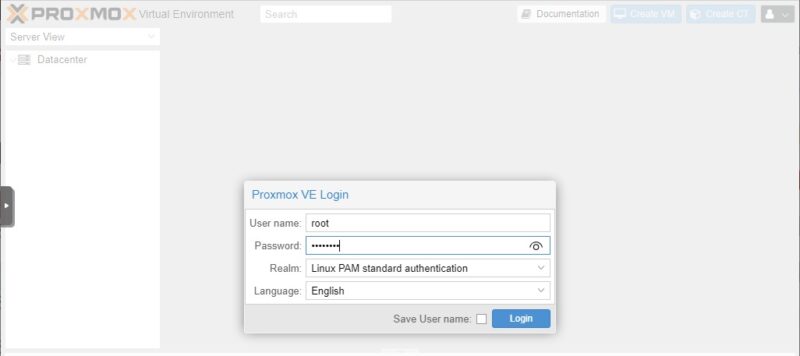 PROXMOX Virtual Environment Search Documentation Create VM Create CT
Server View
Datacenter
Proxmox VE Login
User name: root
Password: ••••••••
Realm: Linux PAM standard authentication
Language: English
Save User name: Login